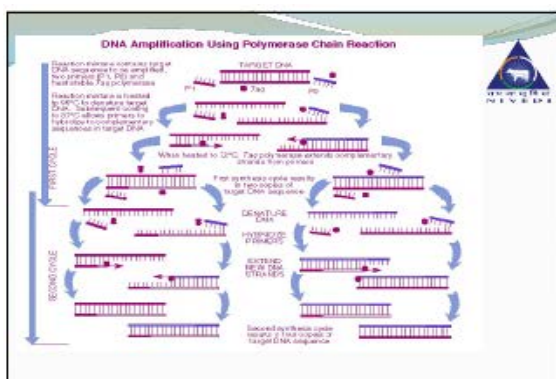 DNA Amplification Using Polymerase Chain Reaction
Reaction mixture contains target
DNA sequence to be amplified,
two primers (P1, P2) and
heat-stable Taq polymerase
TARGET DNA
P1
Taq
P2
NIVEDI
Reaction mixture is heated
to 95°C to denature target
DNA. Subsequent cooling
to 37°C allows primers to
hybridize to complementary
sequences in target DNA
When heated to 72°C, Taq polymerase extends complementary
strands from primers
FIRST CYCLE
First synthesis cycle results
in two copies of
target DNA sequence
DENATURE
DNA
HYBRIDIZE
PRIMERS
SECOND CYCLE
EXTEND
NEW DNA
STRANDS
Second synthesis cycle
results in four copies of
target DNA sequence